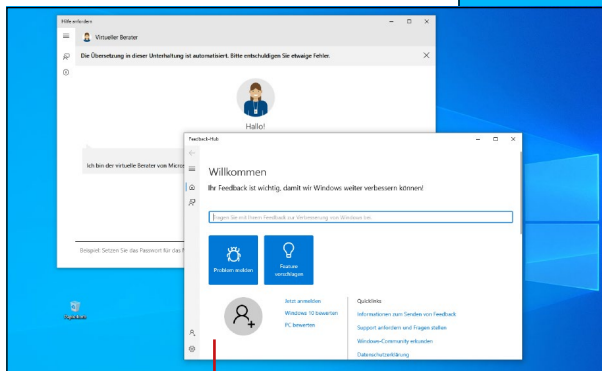 Hilfe anfordern
Virtueller Berater
Die Übersetzung in dieser Unterhaltung ist automatisiert. Bitte entschuldigen Sie etwaige Fehler.
Hallo!
Ich bin der virtuelle Berater von Micros
Beispiel: Setzen Sie das Passwort für das
Feedback-Hub
Willkommen
Ihr Feedback ist wichtig, damit wir Windows weiter verbessern können!
Tragen Sie mit Ihrem Feedback zur Verbesserung von Windows bei
Problem melden
Feature
vorschlagen
Jetzt anmelden
Windows 10 bewerten
PC bewerten
Quicklinks
Informationen zum Senden von Feedback
Support anfordern und Fragen stellen
Windows-Community erkunden
Datenschutzerklärung